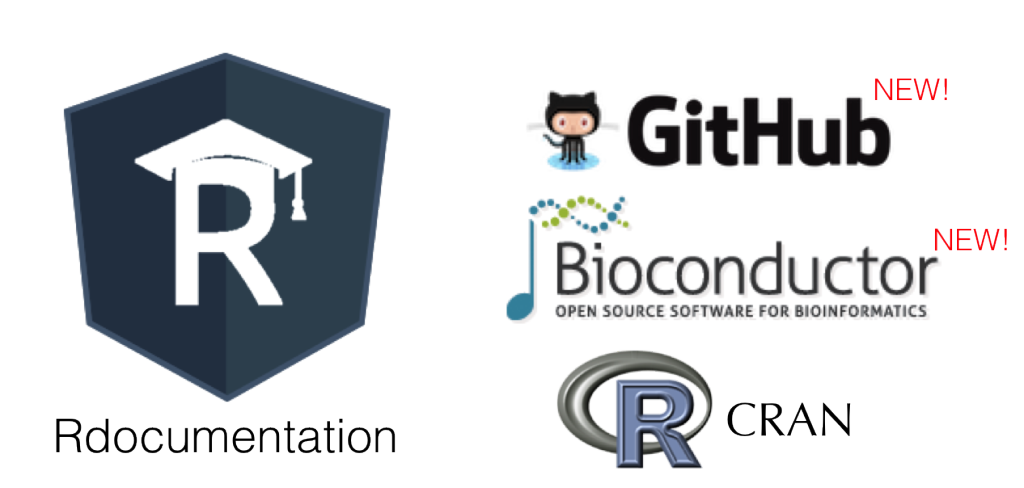 R
Rdocumentation
GitHub NEW!
Bioconductor NEW!
OPEN SOURCE SOFTWARE FOR BIOINFORMATICS
R CRAN